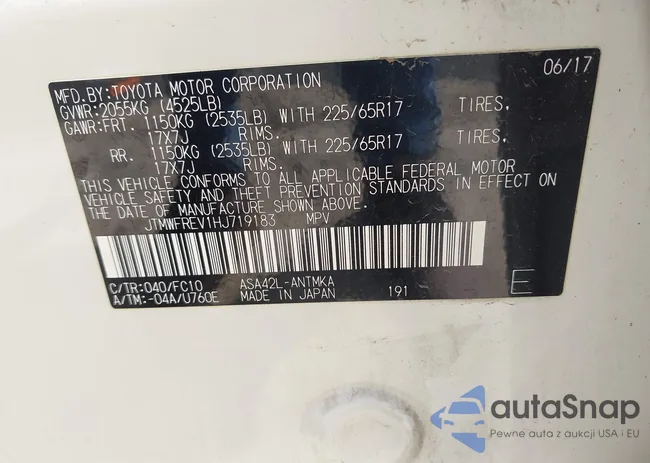 MFD.BY:TOYOTA MOTOR CORPORATION 06/17
GVWR:2055KG (4525LB)
GAWR:FRT. 1150KG (2535LB) WITH 225/65R17 TIRES,
17X7J RIMS.
RR. 1150KG (2535LB) WITH 225/65R17 TIRES,
17X7J RIMS.
THIS VEHICLE CONFORMS TO ALL APPLICABLE FEDERAL MOTOR
VEHICLE SAFETY AND THEFT PREVENTION STANDARDS IN EFFECT ON
THE DATE OF MANUFACTURE SHOWN ABOVE.
JTMWFREV1HJ719183 MPV
C/TR:040/FC10 ASA42L-ANTMKA
A/TM:-04A/U760E MADE IN JAPAN 191 E
autaSnap
Pewne auta z aukcji USA i EU